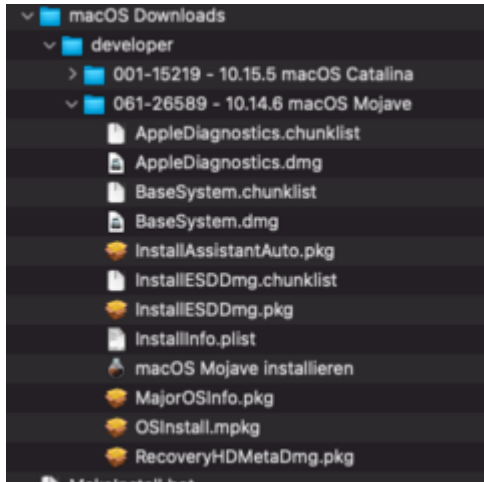 macOS Downloads
developer
001-15219 - 10.15.5 macOS Catalina
061-26589 - 10.14.6 macOS Mojave
AppleDiagnostics.chunklist
AppleDiagnostics.dmg
BaseSystem.chunklist
BaseSystem.dmg
InstallAssistantAuto.pkg
InstallESDDmg.chunklist
InstallESDDmg.pkg
InstallInfo.plist
macOS Mojave installieren
MajorOSInfo.pkg
OSInstall.mpkg
RecoveryHDMetaDmg.pkg